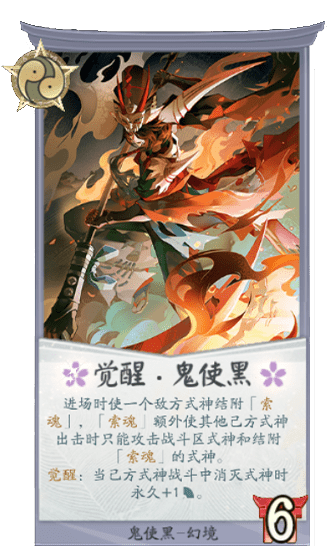 觉醒·鬼使黑
进场时使一个敌方式神结附「索
魂」,「索魂」额外使其他己方式神
出击时只能攻击战斗区式神和结附
「索魂」的式神。
觉醒:当己方式神战斗中消灭式神时
永久+1。
鬼使黑-幻境
6